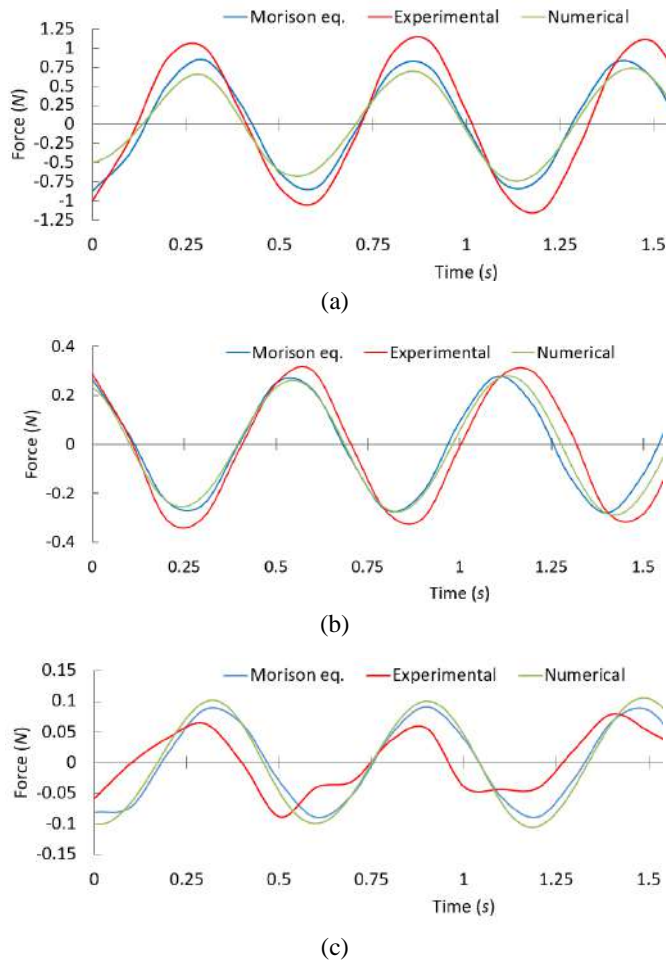 Morison eq. Experimental Numerical
1.25
1
0.75
0.5
0.25
0
-0.25
-0.5
-0.75
-1
-1.25
Force (N)
0 0.25 0.5 0.75 1 1.25 1.5
Time (s)
(a)
Morison eq. Experimental Numerical
0.4
0.2
0
-0.2
-0.4
Force (N)
0 0.25 0.5 0.75 1 1.25 1.5
Time (s)
(b)
Morison eq. Experimental Numerical
0.15
0.1
0.05
0
-0.05
-0.1
-0.15
Force (N)
0 0.25 0.5 0.75 1 1.25 1.5
Time (s)
(c)